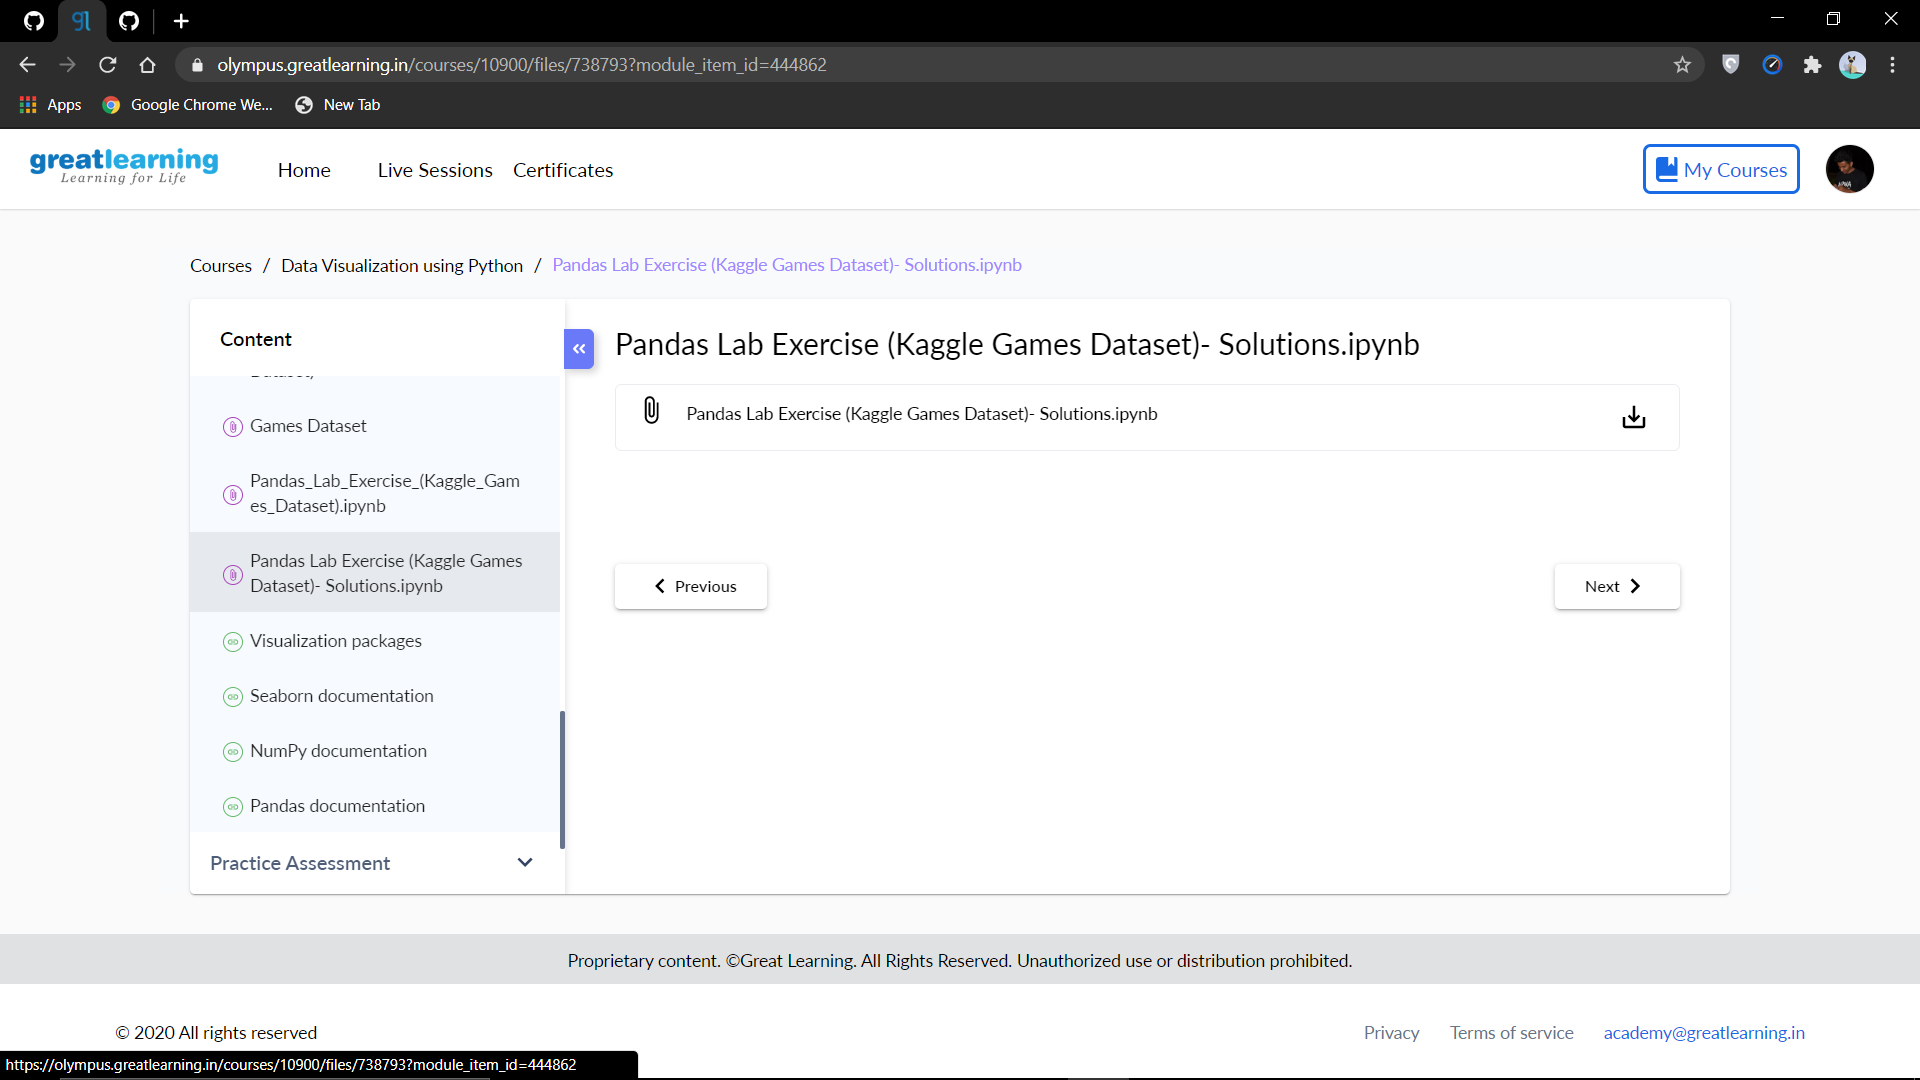 olympus.greatlearning.in/courses/10900/files/738793?module_item_id=444862
Apps
Google Chrome We...
New Tab
greatlearning
Learning for Life
Home
Live Sessions
Certificates
My Courses
Courses / Data Visualization using Python / Pandas Lab Exercise (Kaggle Games Dataset)- Solutions.ipynb
Content
Games Dataset
Pandas_Lab_Exercise_(Kaggle_Gam
es_Dataset).ipynb
Pandas Lab Exercise (Kaggle Games
Dataset)- Solutions.ipynb
Visualization packages
Seaborn documentation
NumPy documentation
Pandas documentation
Practice Assessment
Pandas Lab Exercise (Kaggle Games Dataset)- Solutions.ipynb
Pandas Lab Exercise (Kaggle Games Dataset)- Solutions.ipynb
Previous
Next
Proprietary content. ©Great Learning. All Rights Reserved. Unauthorized use or distribution prohibited.
© 2020 All rights reserved
Privacy
Terms of service
academy@greatlearning.in
https://olympus.greatlearning.in/courses/10900/files/738793?module_item_id=444862